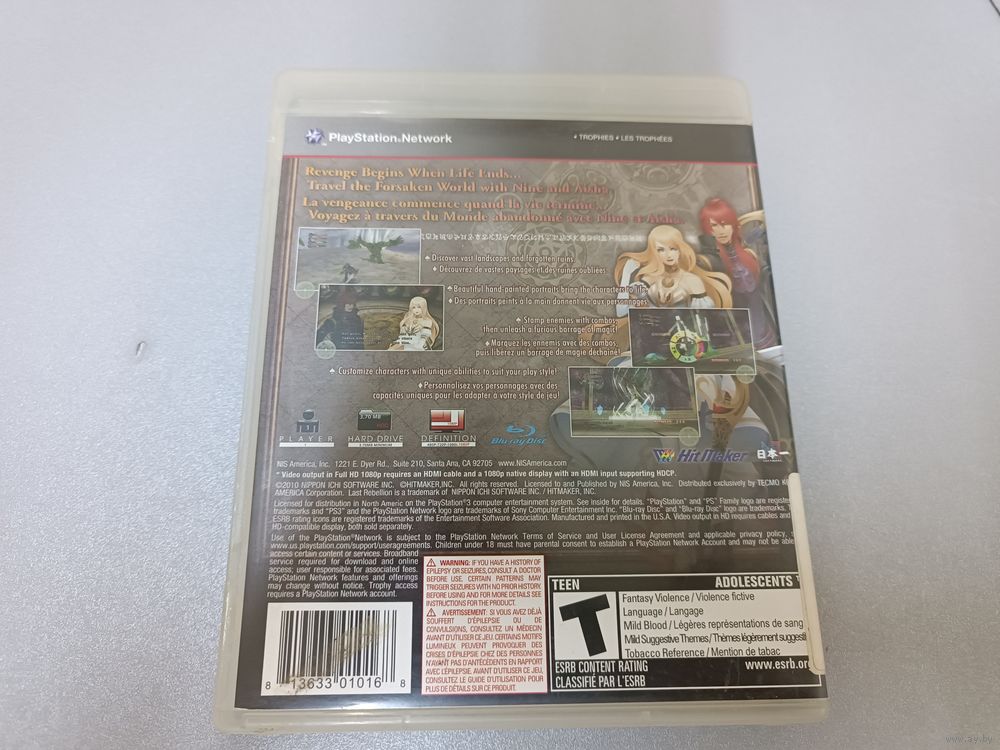 PlayStation®Network
• TROPHIES • LES TROPHÉES
Revenge Begins When Life Ends...
Travel the Forsaken World with Nine and Aisha.
La vengeance commence quand la vie termine...
Voyagez à travers du Monde abandonné avec Nine et Aisha.
Discover vast landscapes and forgotten ruins.
Découvrez de vastes paysages et des ruines oubliées.
Beautiful hand-painted portraits bring the characters to life.
Des portraits peints à la main donnent vie aux personnages.
Stamp enemies with combos,
then unleash a furious barrage of magic!
Marquez les ennemis avec des combos,
puis libérez un barrage de magie déchaîné!
Customize characters with unique abilities to suit your play style!
Personnalisez vos personnages avec des
capacités uniques pour les adapter à votre style de jeu!
1
PLAYER
3.70 MB
HDD
HARD DRIVE
3.70MB MINIMUM
DEFINITION
480P•720P•1080i•1080P
Blu-ray Disc
HitMaker
日本一
SOFTWARE
NIS America, Inc. 1221 E. Dyer Rd., Suite 210, Santa Ana, CA 92705 www.NISAmerica.com
* Video output in Full HD 1080p requires an HDMI cable and a 1080p native display with an HDMI input supporting HDCP.
©2010 NIPPON ICHI SOFTWARE INC. ©HITMAKER,INC. All rights reserved. Licensed to and Published by NIS America, Inc. Distributed exclusively by TECMO
AMERICA Corporation. Last Rebellion is a trademark of NIPPON ICHI SOFTWARE INC. / HITMAKER, INC.
Licensed for distribution in North America on the PlayStation®3 computer entertainment system. See inside for details. "PlayStation" and "PS" Family logo are
trademarks and "PS3" and the PlayStation Network logo are trademarks of Sony Computer Entertainment Inc. "Blu-ray Disc" and "Blu-ray Disc" logo are trademarks.
ESRB rating icons are registered trademarks of the Entertainment Software Association. Manufactured and printed in the U.S.A. Video output in HD requires cables and
HD-compatible display, both sold separately.
Use of the PlayStation®Network is subject to the PlayStation Network Terms of Service and User License Agreement and applicable privacy policy,
www.us.playstation.com/support/useragreements. Children under 18 must have parental consent to establish a PlayStation Network Account and may not be able
access certain content or services. Broadband
service required for download and online
access; user responsible for associated fees.
PlayStation Network features and offerings
may change without notice. Trophy access
requires a PlayStation Network account.
WARNING: IF YOU HAVE A HISTORY OF
EPILEPSY OR SEIZURES, CONSULT A DOCTOR
BEFORE USE. CERTAIN PATTERNS MAY
TRIGGER SEIZURES WITH NO PRIOR HISTORY.
BEFORE USING AND FOR MORE DETAILS SEE
INSTRUCTIONS FOR THE PRODUCT.
AVERTISSEMENT: SI VOUS AVEZ DÉJÀ
SOUFFERT D'ÉPILEPSIE OU DE
CONVULSIONS, CONSULTEZ UN MÉDECIN
AVANT D'UTILISER CE JEU. CERTAINS MOTIFS
LUMINEUX PEUVENT PROVOQUER DES
CRISES D'ÉPILEPSIE CHEZ DES PERSONNES
N'AYANT PAS D'ANTÉCÉDENTS EN RAPPORT
AVEC L'ÉPILEPSIE. AVANT D'UTISER CE JEU,
CONSULTEZ LE GUIDE D'UTILISATION POUR
PLUS DE DÉTAILS SUR CE PRODUIT.
TEEN
ADOLESCENTS
T
Fantasy Violence / Violence fictive
Language / Langage
Mild Blood / Légères représentations de sang
Mild Suggestive Themes / Thèmes légèrement
Tobacco Reference / Mention de tabac
ESRB CONTENT RATING
www.esrb.org
CLASSIFIÉ PAR L'ESRB
8 13633 01016 8
www.ay.by